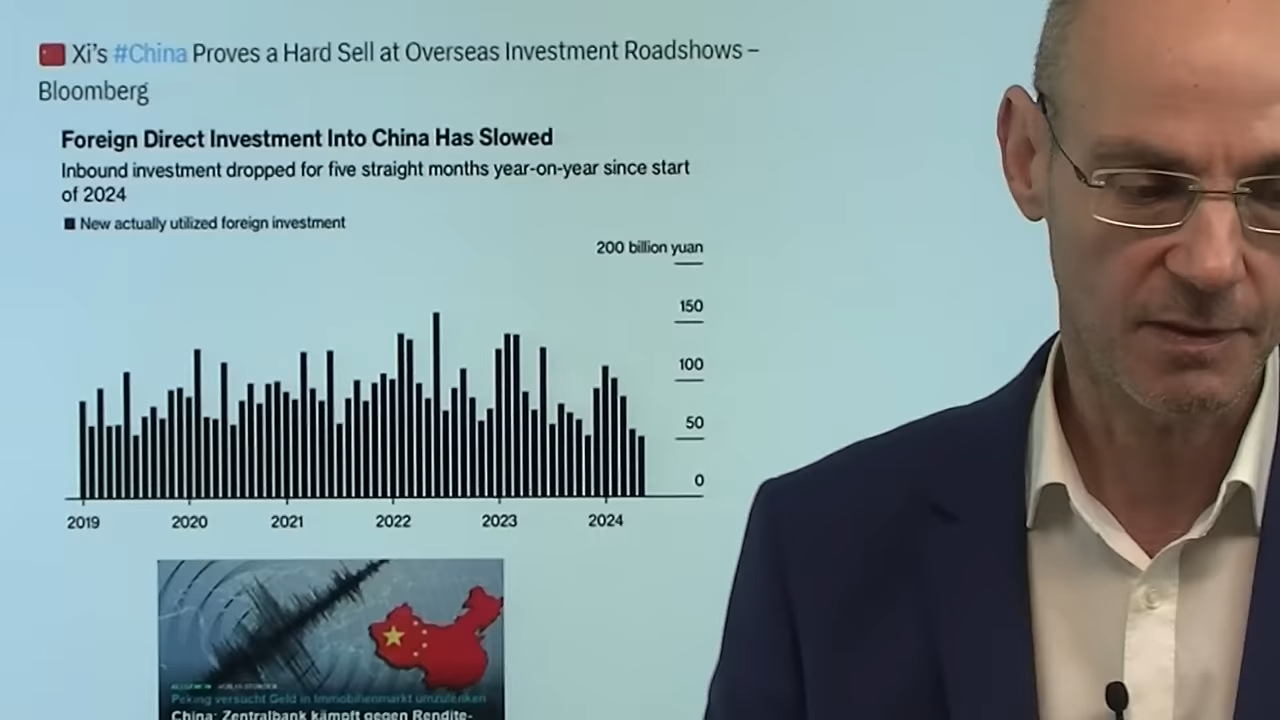 Xi's #China Proves a Hard Sell at Overseas Investment Roadshows –
Bloomberg
Foreign Direct Investment Into China Has Slowed
Inbound investment dropped for five straight months year-on-year since start
of 2024
New actually utilized foreign investment
200 billion yuan
150
100
50
0
2019 2020 2021 2022 2023 2024
Peking versucht Geld in Immobilienmarkt umzulenken
China: Zentralbank kämpft gegen Rendite-